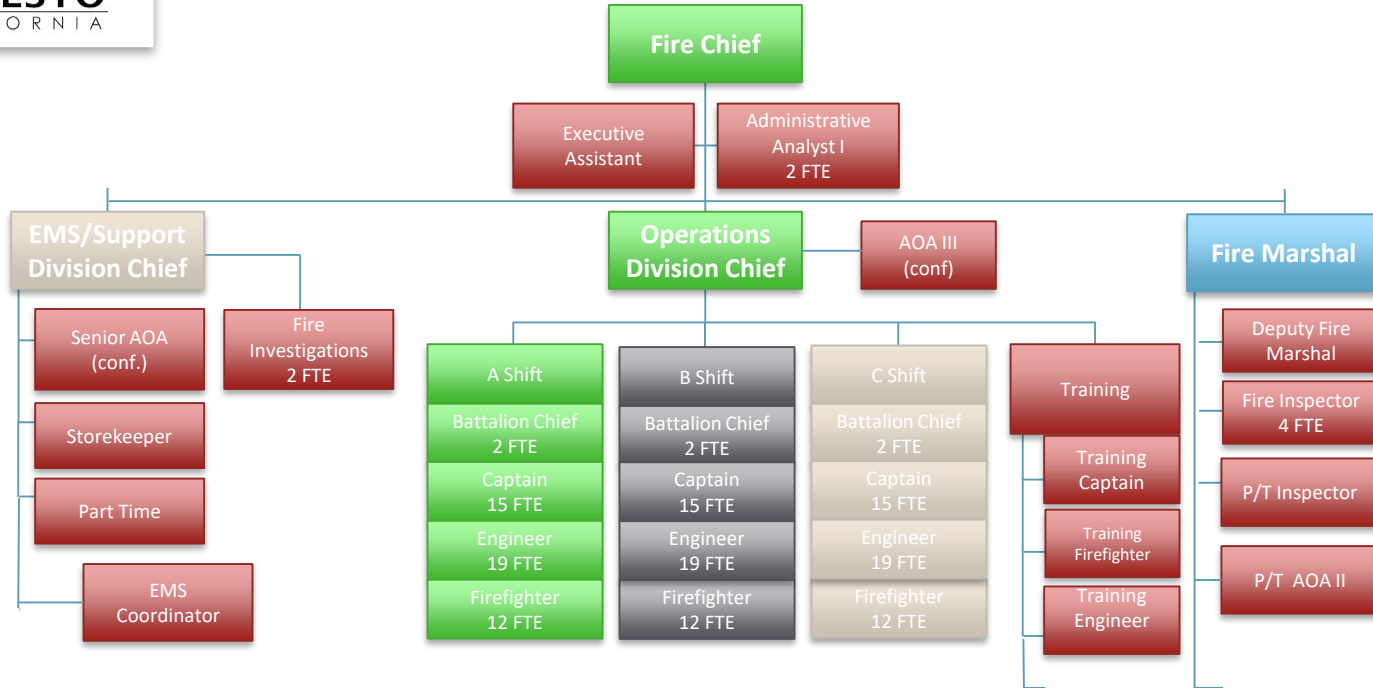 ORNIA
Fire Chief
Executive
Assistant
Administrative
Analyst I
2 FTE
EMS/Support
Division Chief
Operations
Division Chief
AOA III
(conf)
Fire Marshal
Senior AOA
(conf.)
Fire
Investigations
2 FTE
Storekeeper
Part Time
EMS
Coordinator
A Shift
Battalion Chief
2 FTE
Captain
15 FTE
Engineer
19 FTE
Firefighter
12 FTE
B Shift
Battalion Chief
2 FTE
Captain
15 FTE
Engineer
19 FTE
Firefighter
12 FTE
C Shift
Battalion Chief
2 FTE
Captain
15 FTE
Engineer
19 FTE
Firefighter
12 FTE
Training
Training
Captain
Training
Firefighter
Training
Engineer
Deputy Fire
Marshal
Fire Inspector
4 FTE
P/T Inspector
P/T AOA II